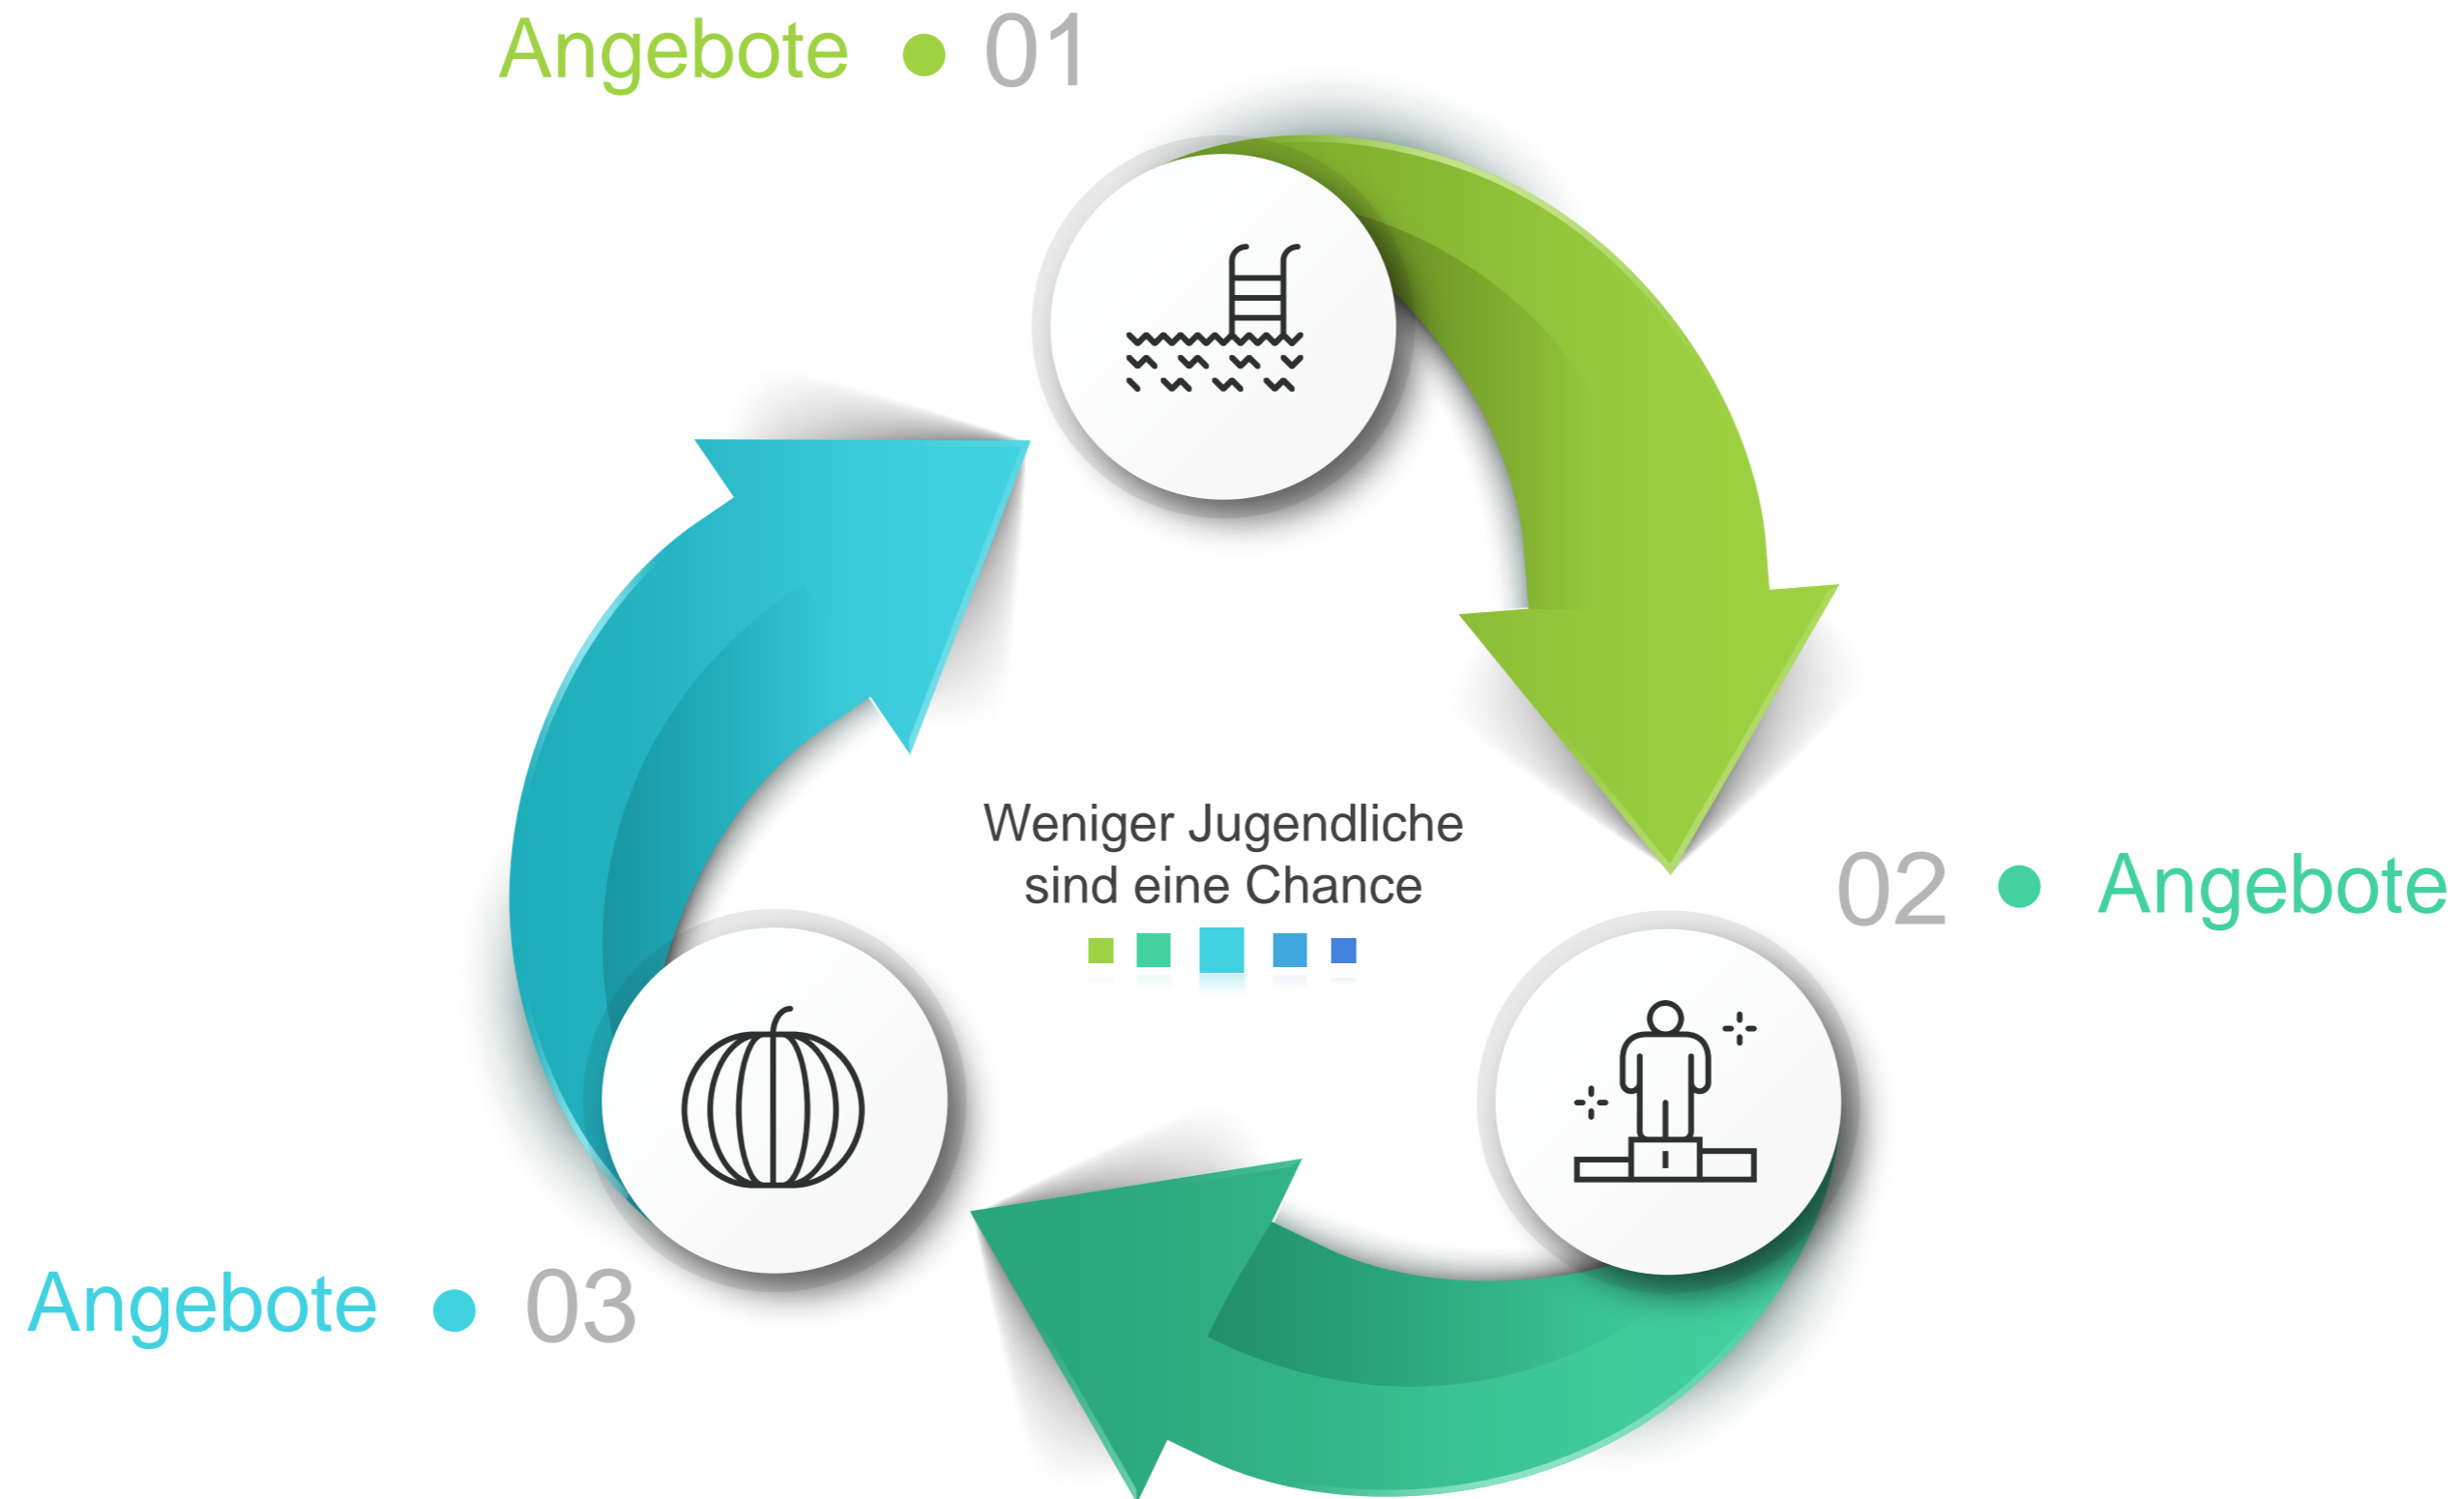 Angebote
01
Weniger Jugendliche
sind eine Chance
02
Angebote
Angebote
03